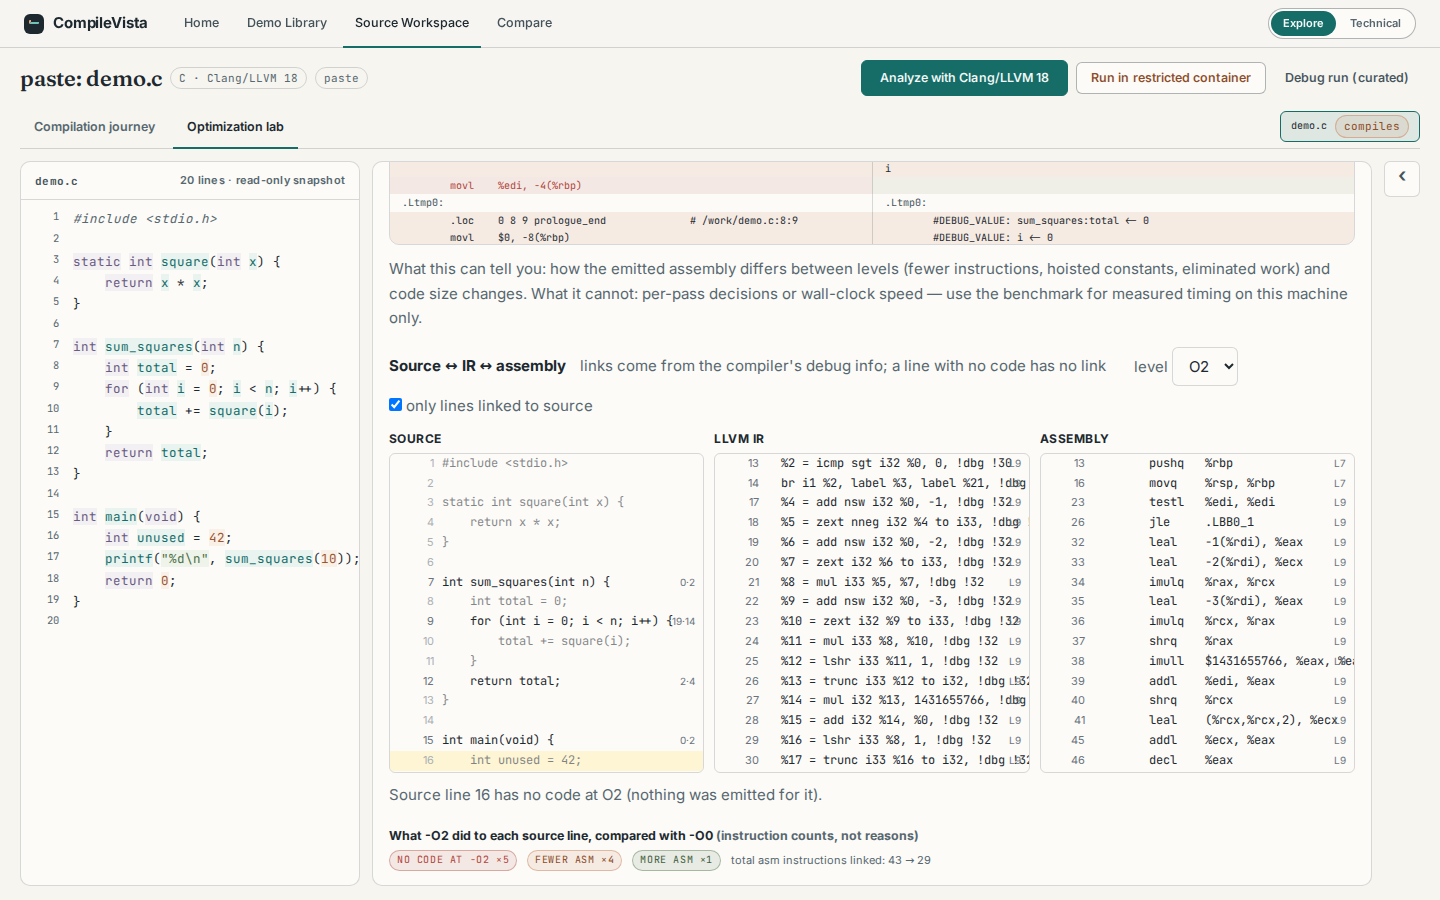 CompileVista Home Demo Library Source Workspace Compare Explore Technical
paste: demo.c C · Clang/LLVM 18 paste Analyze with Clang/LLVM 18 Run in restricted container Debug run (curated)
Compilation journey Optimization lab demo.c compiles
demo.c 20 lines · read-only snapshot
1 #include <stdio.h>
2
3 static int square(int x) {
4 return x * x;
5 }
6
7 int sum_squares(int n) {
8 int total = 0;
9 for (int i = 0; i < n; i++) {
10 total += square(i);
11 }
12 return total;
13 }
14
15 int main(void) {
16 int unused = 42;
17 printf("%d\n", sum_squares(10));
18 return 0;
19 }
20
i
movl %edi, -4(%rbp)
.Ltmp0: .Ltmp0:
.loc 0 8 9 prologue_end # /work/demo.c:8:9 #DEBUG_VALUE: sum_squares:total <- 0
movl $0, -8(%rbp) #DEBUG_VALUE: i <- 0
What this can tell you: how the emitted assembly differs between levels (fewer instructions, hoisted constants, eliminated work) and
code size changes. What it cannot: per-pass decisions or wall-clock speed — use the benchmark for measured timing on this machine
only.
Source ↔ IR ↔ assembly links come from the compiler's debug info; a line with no code has no link level O2
only lines linked to source
SOURCE
1 #include <stdio.h>
2
3 static int square(int x) {
4 return x * x;
5 }
6
7 int sum_squares(int n) { 0·2
8 int total = 0;
9 for (int i = 0; i < n; i++) { 19·14
10 total += square(i);
11 }
12 return total; 2·4
13 }
14
15 int main(void) { 0·2
16 int unused = 42;
LLVM IR
13 %2 = icmp sgt i32 %0, 0, !dbg !30 L9
14 br i1 %2, label %3, label %21, !dbg
17 %4 = add nsw i32 %0, -1, !dbg !32 L9
18 %5 = zext nneg i32 %4 to i33, !dbg
19 %6 = add nsw i32 %0, -2, !dbg !32 L9
20 %7 = zext i32 %6 to i33, !dbg !32 L9
21 %8 = mul i33 %5, %7, !dbg !32 L9
22 %9 = add nsw i32 %0, -3, !dbg !32 L9
23 %10 = zext i32 %9 to i33, !dbg !32
24 %11 = mul i33 %8, %10, !dbg !32 L9
25 %12 = lshr i33 %11, 1, !dbg !32 L9
26 %13 = trunc i33 %12 to i32, !dbg !32
27 %14 = mul i32 %13, 1431655766, !dbg
28 %15 = add i32 %14, %0, !dbg !32 L9
29 %16 = lshr i33 %8, 1, !dbg !32 L9
30 %17 = trunc i33 %16 to i32, !dbg !32
ASSEMBLY
13 pushq %rbp L7
16 movq %rsp, %rbp L7
23 testl %edi, %edi L9
26 jle .LBB0_1 L9
32 leal -1(%rdi), %eax L9
33 leal -2(%rdi), %ecx L9
34 imulq %rax, %rcx L9
35 leal -3(%rdi), %eax L9
36 imulq %rcx, %rax L9
37 shrq %rax L9
38 imull $1431655766, %eax, L9
39 addl %edi, %eax L9
40 shrq %rcx L9
41 leal (%rcx,%rcx,2), %ecx L9
45 addl %ecx, %eax L9
46 decl %eax L9
Source line 16 has no code at O2 (nothing was emitted for it).
What -O2 did to each source line, compared with -O0 (instruction counts, not reasons)
NO CODE AT -O2 ×5 FEWER ASM ×4 MORE ASM ×1 total asm instructions linked: 43 → 29